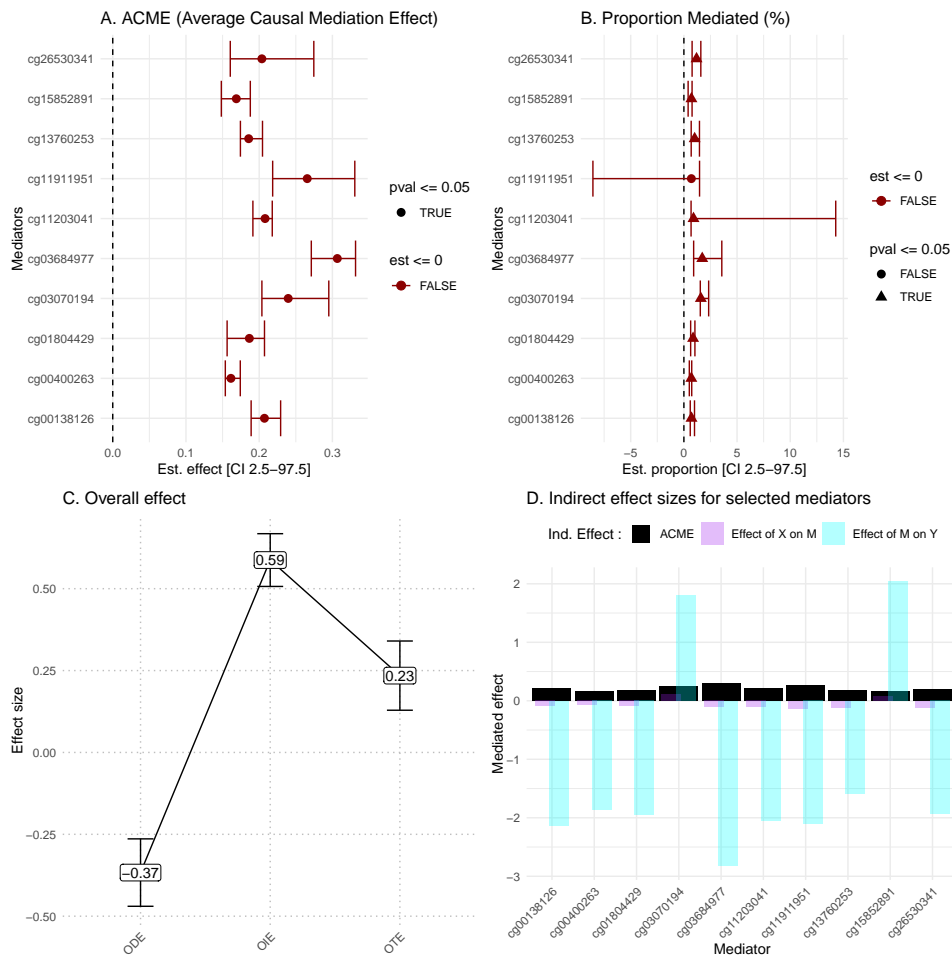 A. ACME (Average Causal Mediation Effect)
Mediators
cg26530341
cg15852891
cg13760253
cg11911951
cg11203041
cg03684977
cg03070194
cg01804429
cg00400263
cg00138126
0.0 0.1 0.2 0.3
Est. effect [CI 2.5−97.5]
pval <= 0.05
TRUE
est <= 0
FALSE
B. Proportion Mediated (%)
Mediators
cg26530341
cg15852891
cg13760253
cg11911951
cg11203041
cg03684977
cg03070194
cg01804429
cg00400263
cg00138126
−5 0 5 10 15
Est. proportion [CI 2.5−97.5]
est <= 0
FALSE
pval <= 0.05
FALSE
TRUE
C. Overall effect
Effect size
0.50
0.25
0.00
−0.25
−0.50
0.59
0.23
−0.37
ODE OIE OTE
D. Indirect effect sizes for selected mediators
Ind. Effect : ACME Effect of X on M Effect of M on Y
Mediated effect
2
1
0
−1
−2
−3
cg00138126 cg00400263 cg01804429 cg03070194 cg03684977 cg11203041 cg11911951 cg13760253 cg15852891 cg26530341
Mediator